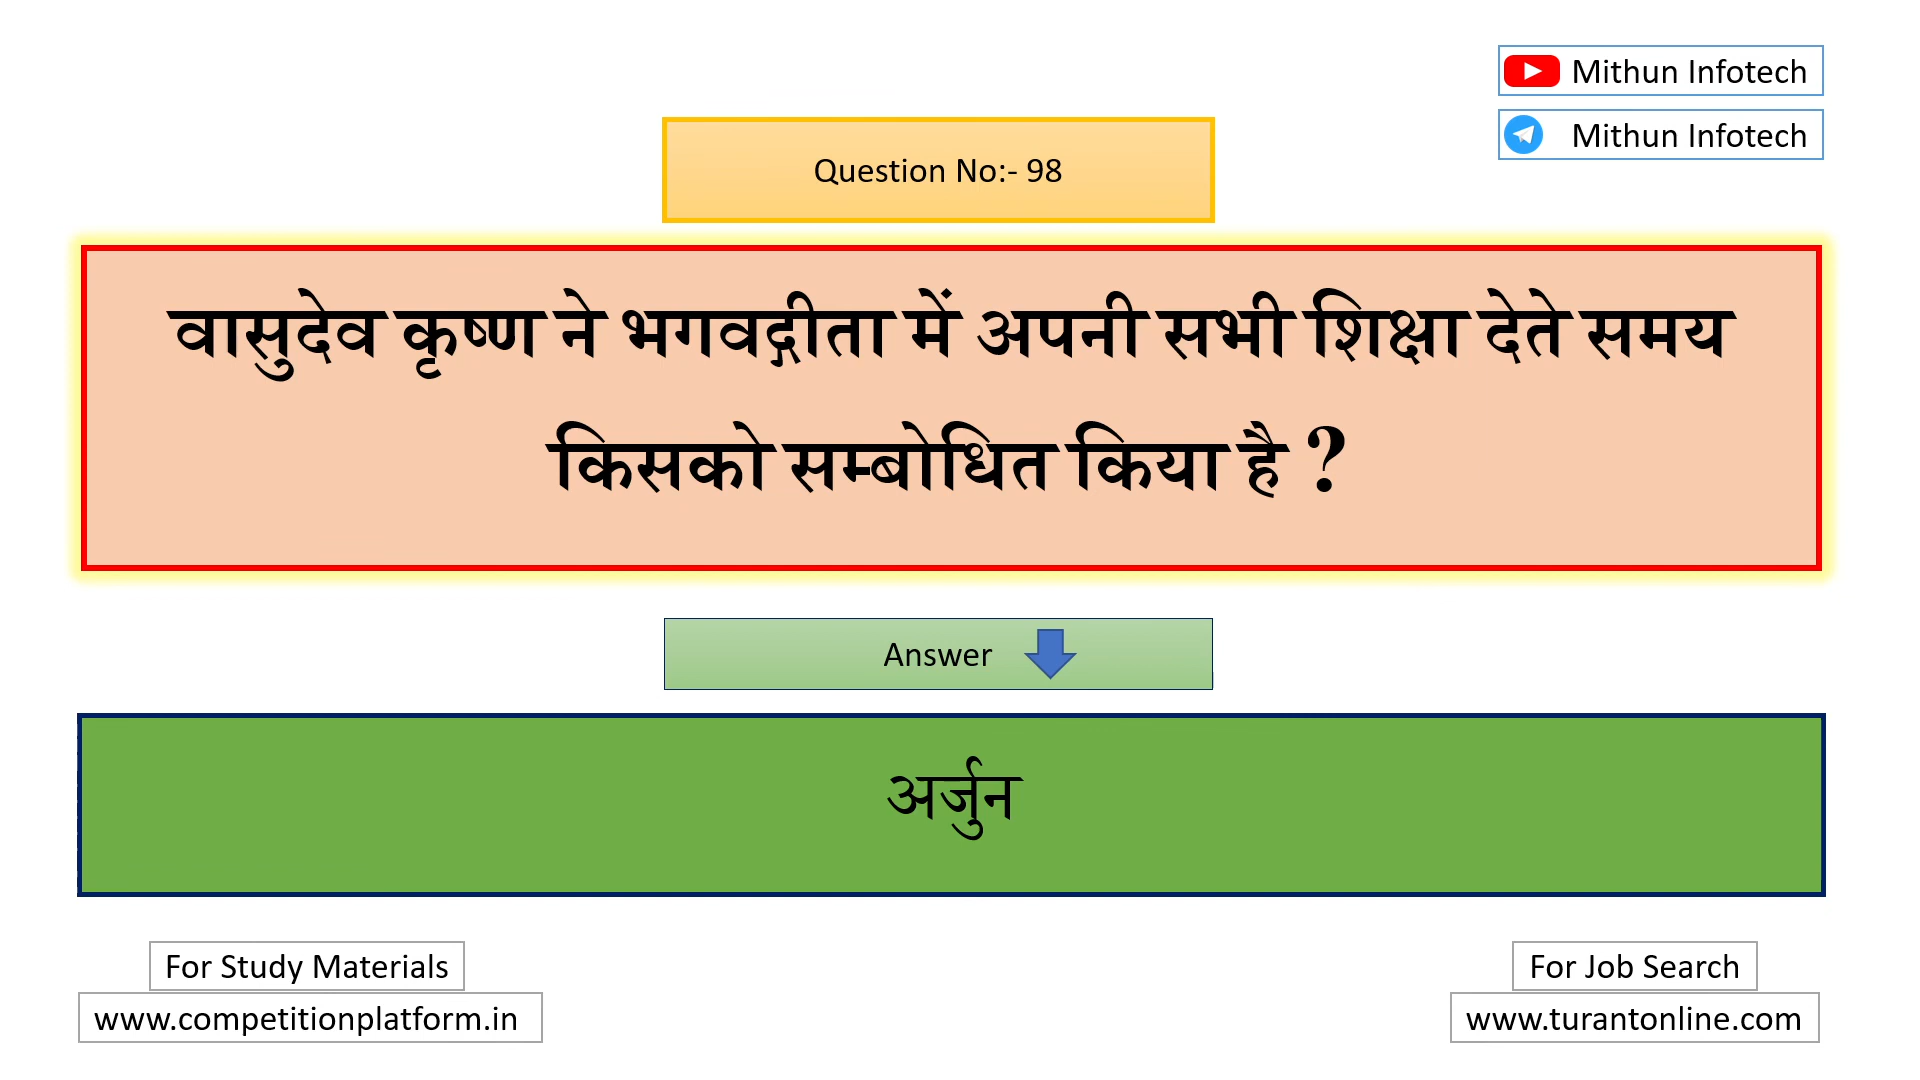 Mithun Infotech
Mithun Infotech
Question No:- 98
वासुदेव कृष्ण ने भगवद्गीता में अपनी सभी शिक्षा देते समय
किसको सम्बोधित किया है ?
Answer
अर्जुन
For Study Materials
www.competitionplatform.in
For Job Search
www.turantonline.com